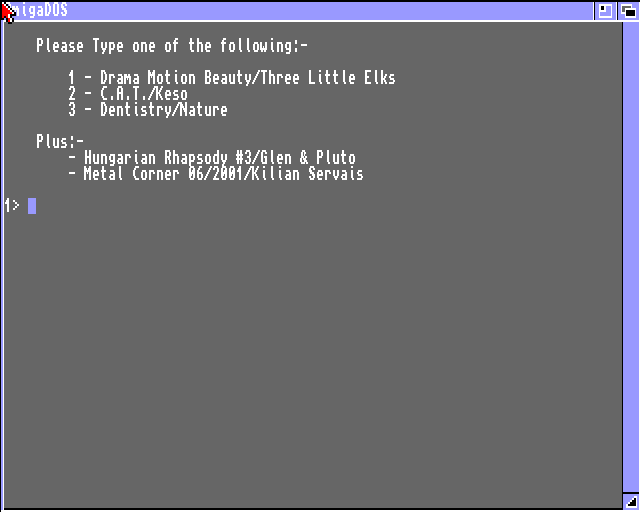 AmigaDOS
Please Type one of the following:-
1 - Drama Motion Beauty/Three Little Elks
2 - C.A.T./Keso
3 - Dentistry/Nature
Plus:-
- Hungarian Rhapsody #3/Glen & Pluto
- Metal Corner 06/2001/Kilian Servais
1>